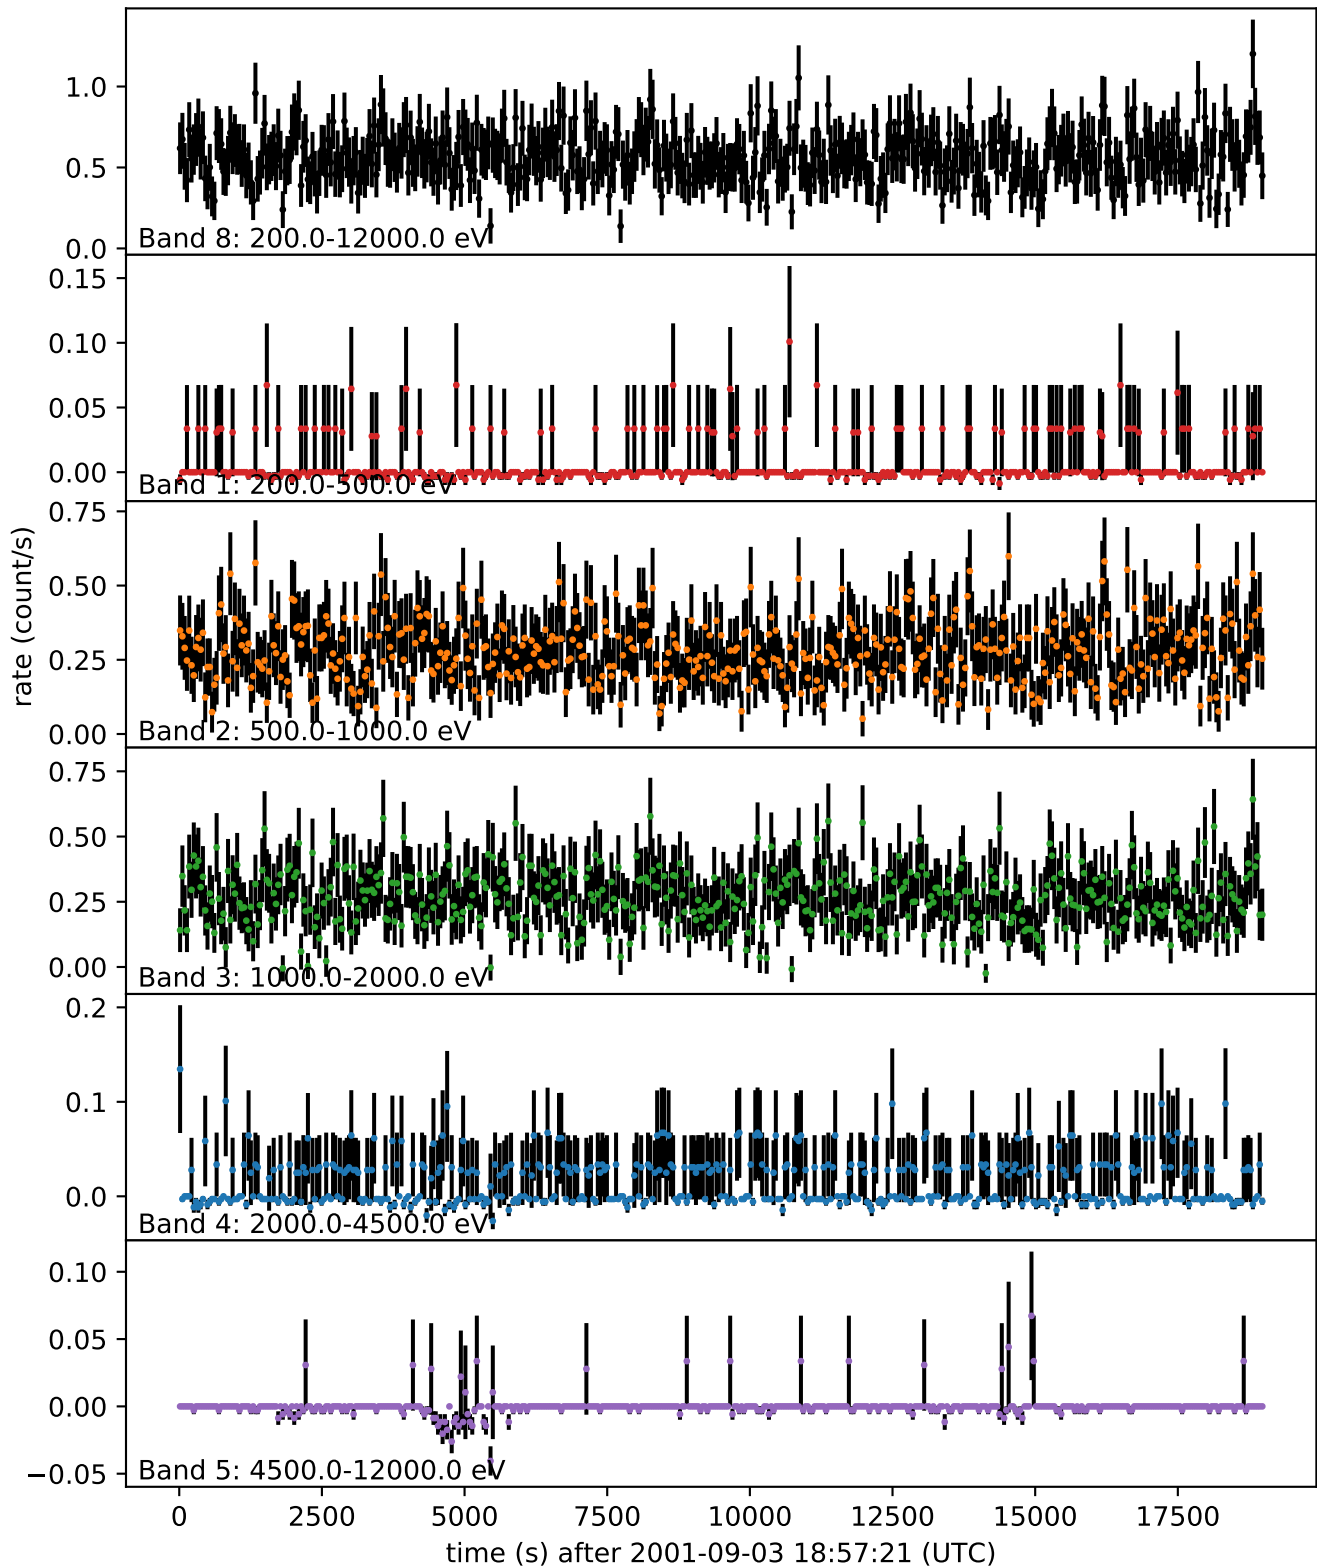 1.0
0.5
0.0
Band 8: 200.0-12000.0 eV
0.15
0.10
0.05
0.00
Band 1: 200.0-500.0 eV
0.75
0.50
0.25
0.00
Band 2: 500.0-1000.0 eV
rate (count/s)
0.75
0.50
0.25
0.00
Band 3: 1000.0-2000.0 eV
0.2
0.1
0.0
Band 4: 2000.0-4500.0 eV
0.10
0.05
0.00
−0.05
Band 5: 4500.0-12000.0 eV
0 2500 5000 7500 10000 12500 15000 17500
time (s) after 2001-09-03 18:57:21 (UTC)